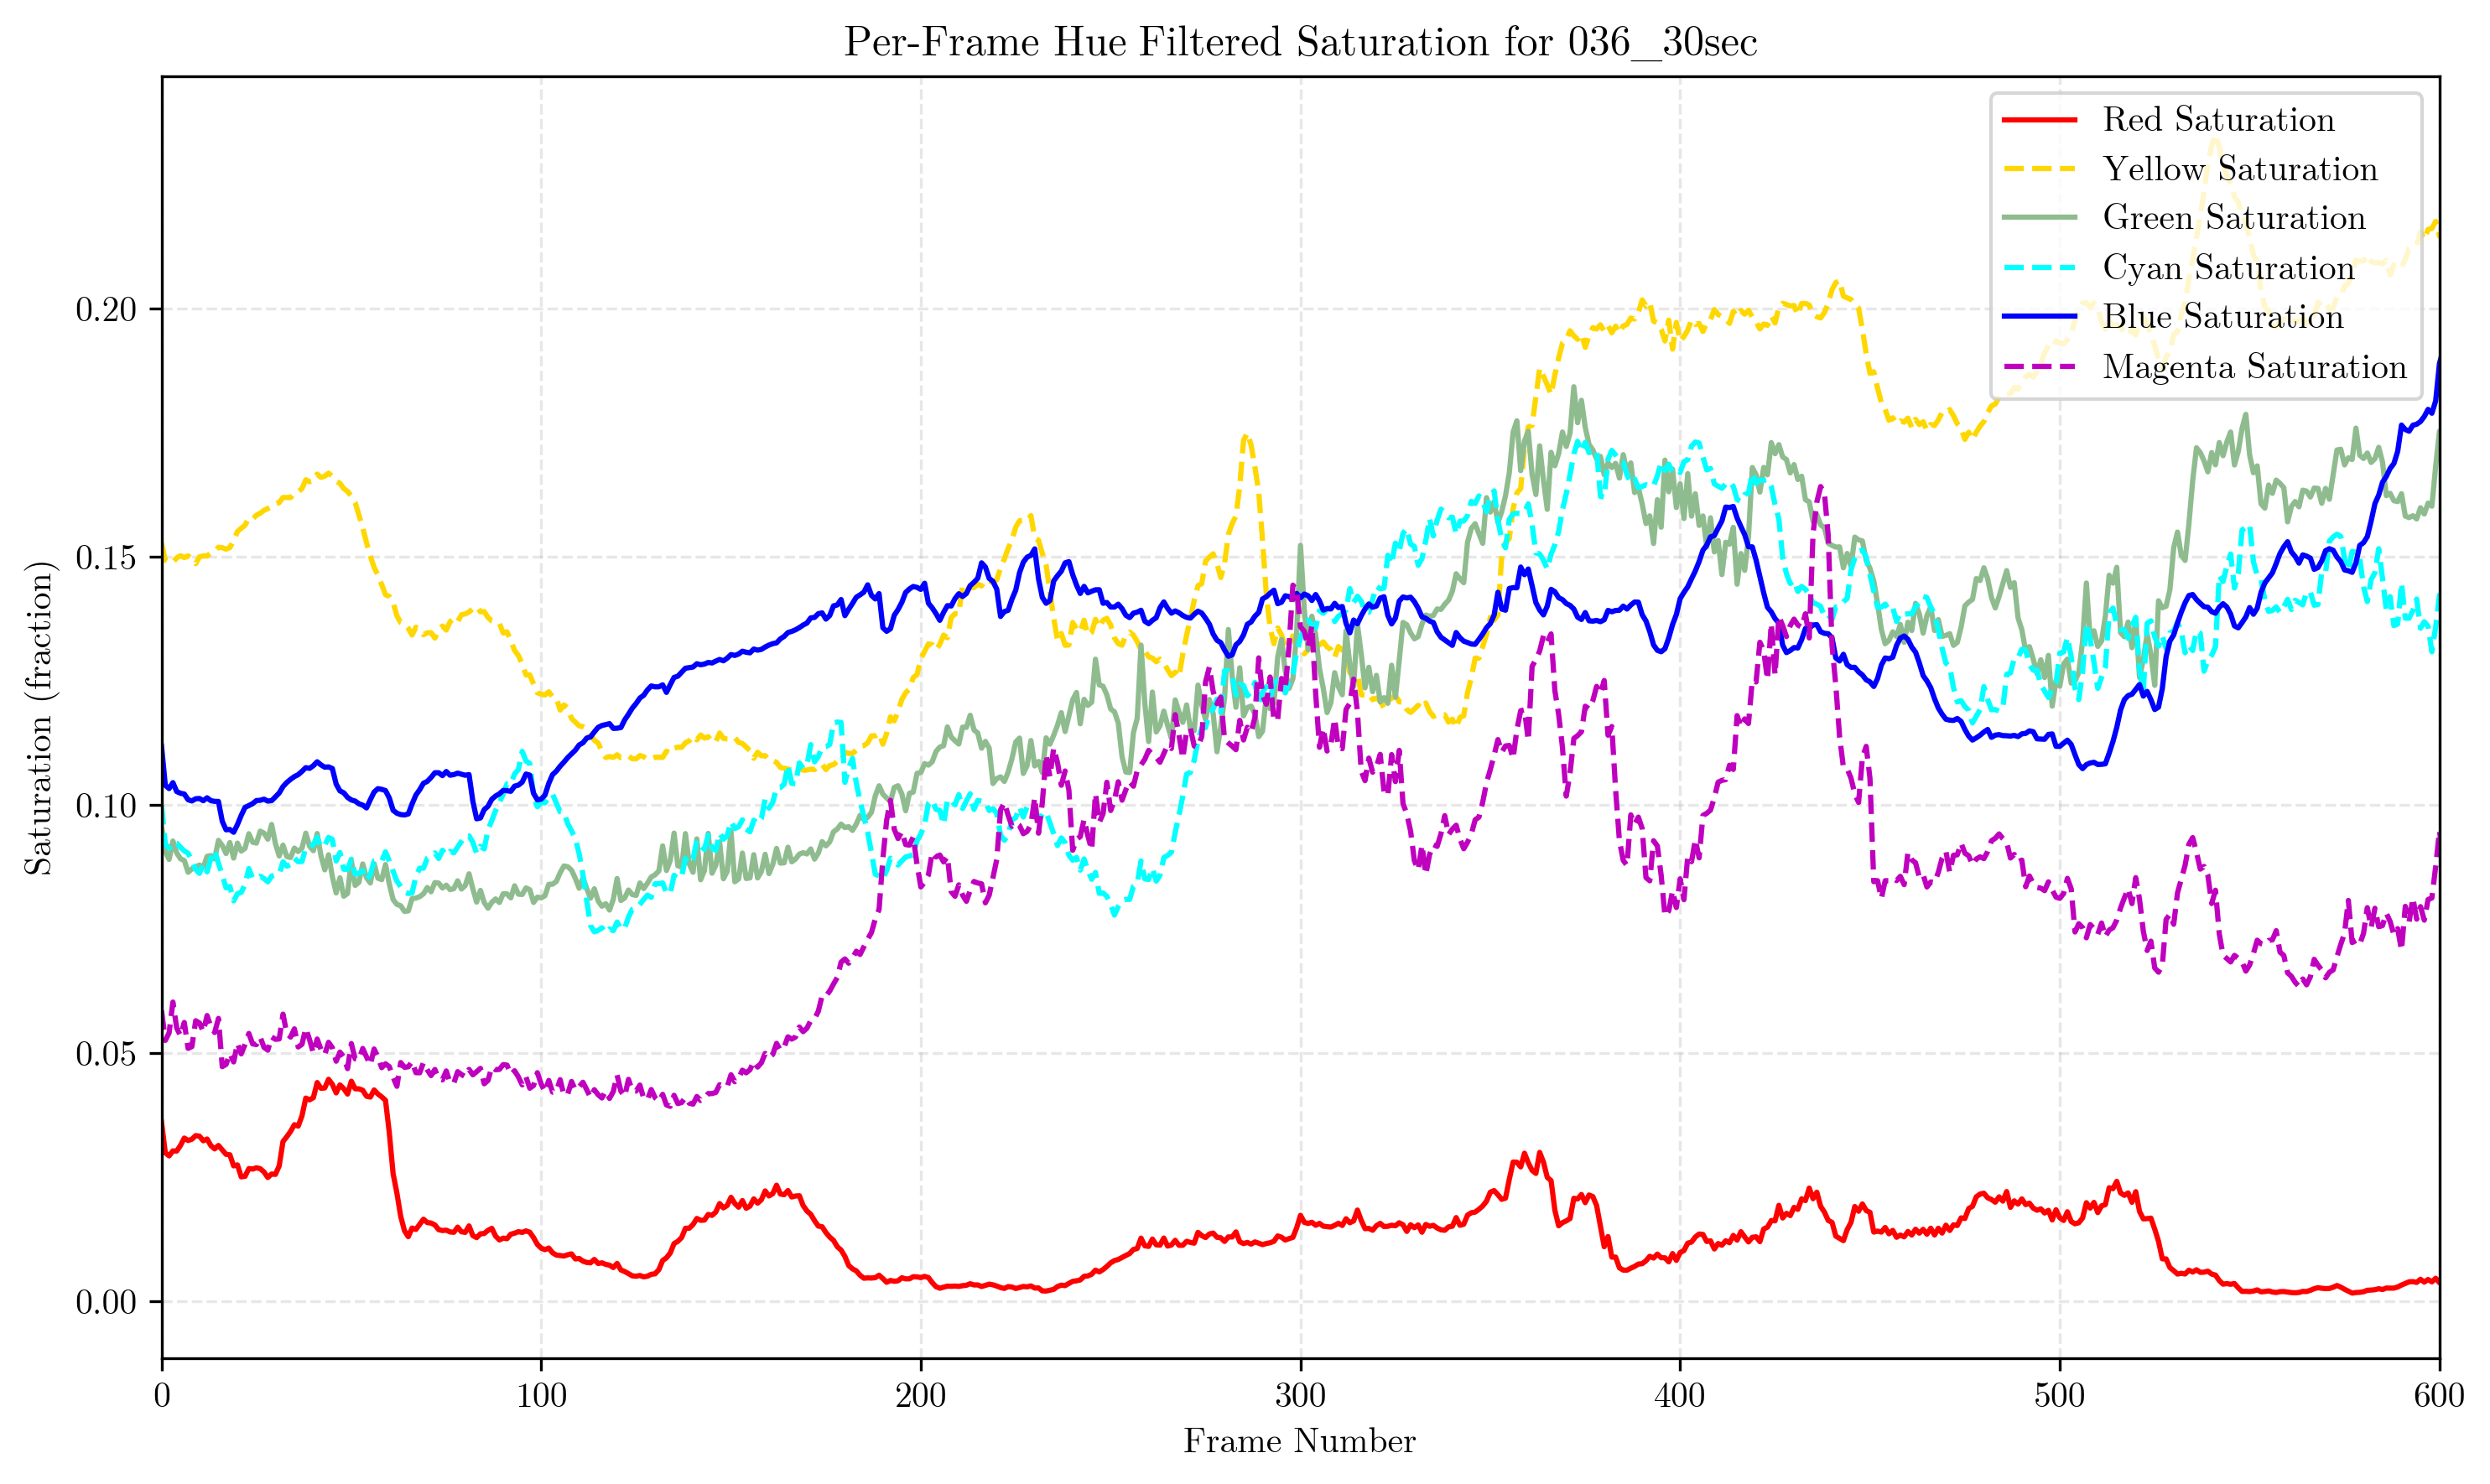 Per-Frame Hue Filtered Saturation for 036__30sec
Red Saturation
Yellow Saturation
Green Saturation
Cyan Saturation
Blue Saturation
Magenta Saturation
Saturation (fraction)
0.20
0.15
0.10
0.05
0.00
0 100 200 300 400 500 600
Frame Number